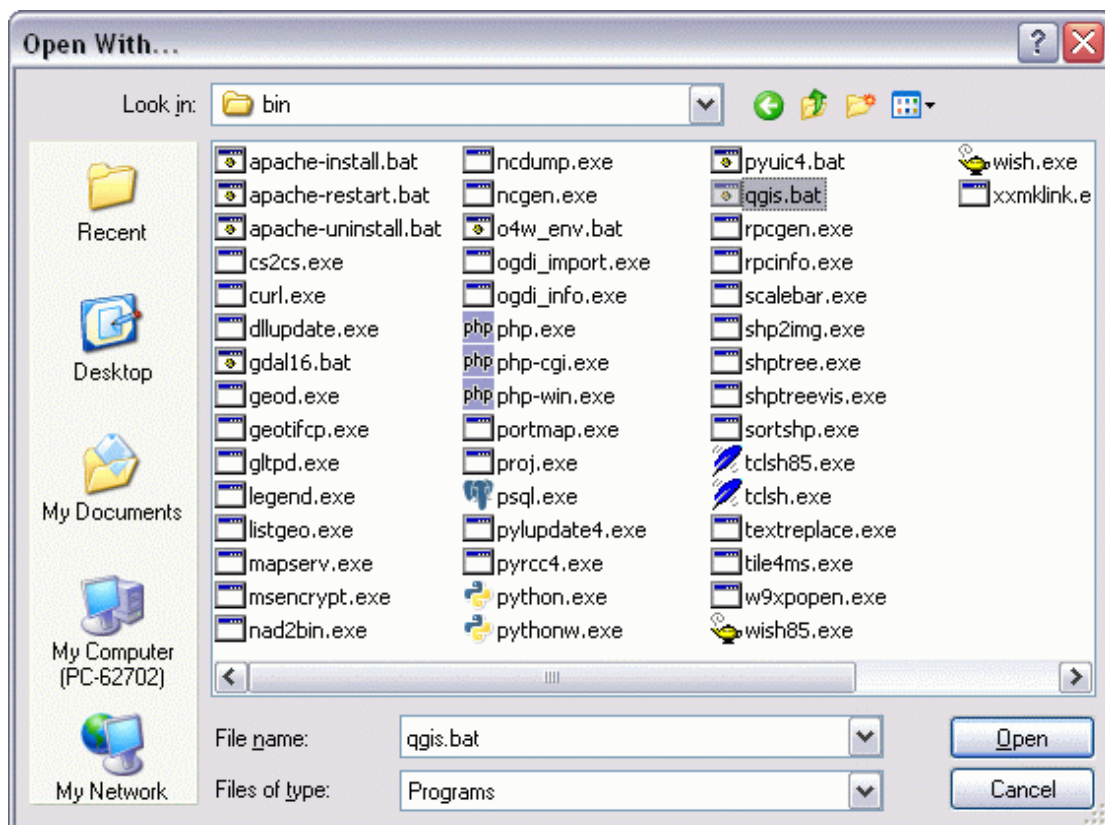 Open With...
Look in:
bin
Recent
Desktop
My Documents
My Computer
(PC-62702)
My Network
apache-install.bat
apache-restart.bat
apache-uninstall.bat
cs2cs.exe
curl.exe
dllupdate.exe
gdal16.bat
geod.exe
geotifcp.exe
gltpd.exe
legend.exe
listgeo.exe
mapserv.exe
msencrypt.exe
nad2bin.exe
ncdump.exe
ncgen.exe
o4w_env.bat
ogdi_import.exe
ogdi_info.exe
php php.exe
php php-cgi.exe
php php-win.exe
portmap.exe
proj.exe
psql.exe
pylupdate4.exe
pyrcc4.exe
python.exe
pythonw.exe
pyuic4.bat
qgis.bat
rpcgen.exe
rpcinfo.exe
scalebar.exe
shp2img.exe
shptree.exe
shptreevis.exe
sortshp.exe
tclsh85.exe
tclsh.exe
textreplace.exe
tile4ms.exe
w9xpopen.exe
wish85.exe
wish.exe
xxmklink.e
File name:
qgis.bat
Open
Files of type:
Programs
Cancel